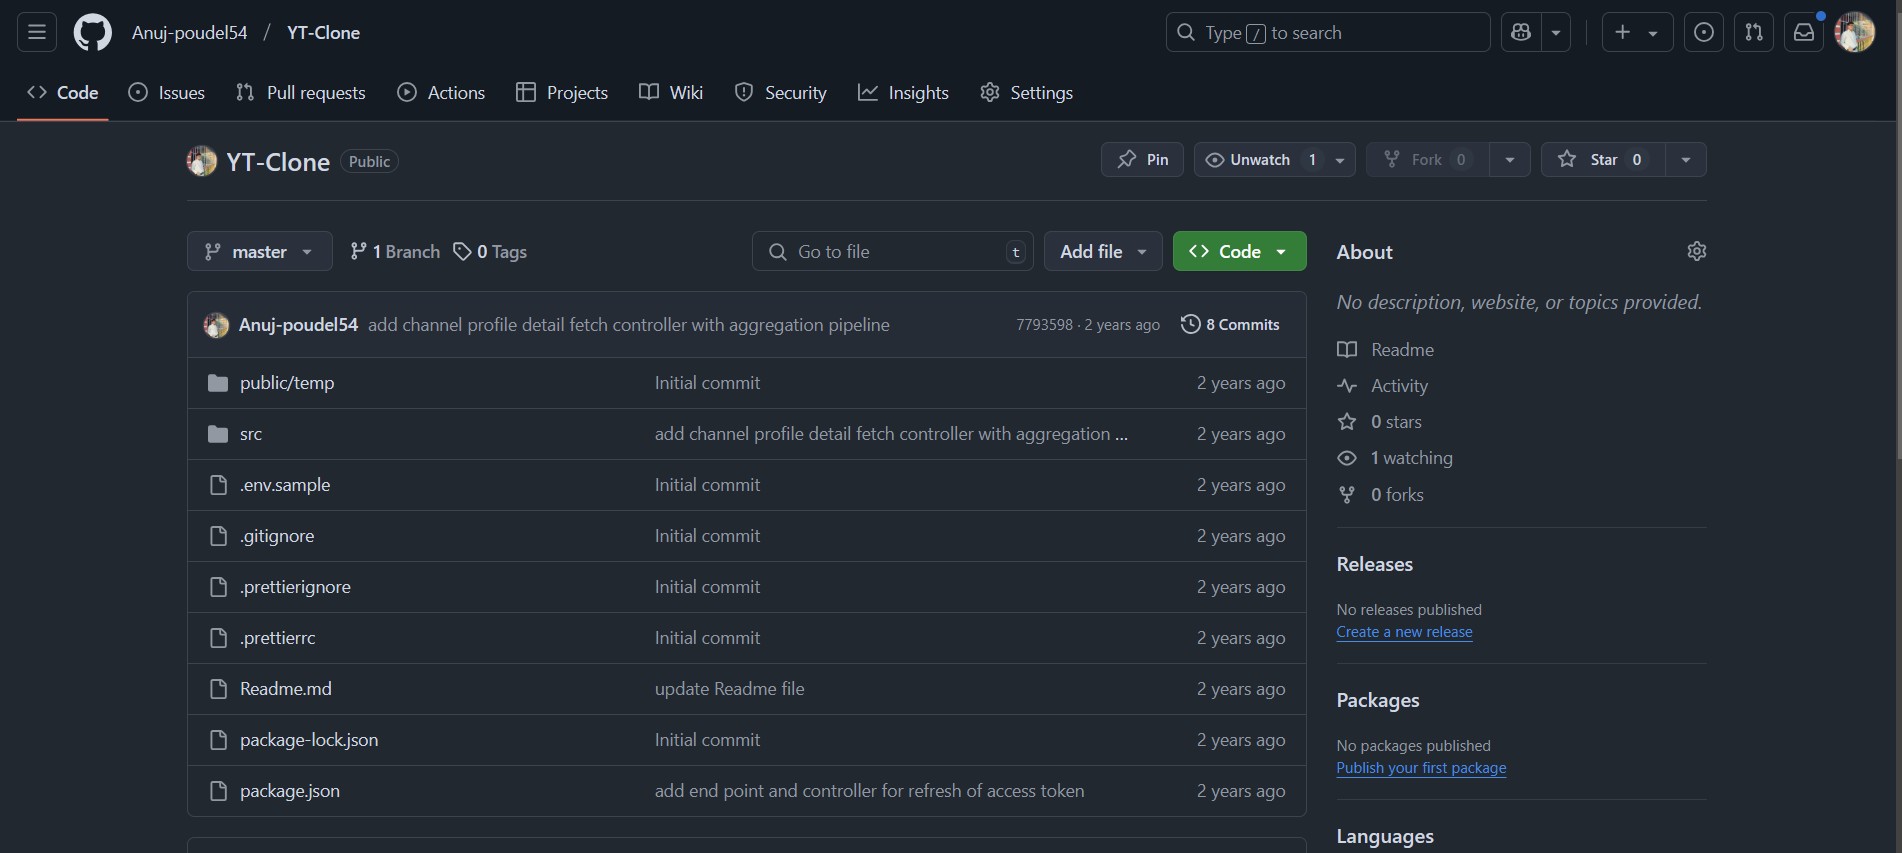 Anuj-poudel54 / YT-Clone
Type / to search
Code
Issues
Pull requests
Actions
Projects
Wiki
Security
Insights
Settings
YT-Clone Public
Pin
Unwatch 1
Fork 0
Star 0
master
1 Branch
0 Tags
Go to file t
Add file
Code
Anuj-poudel54 add channel profile detail fetch controller with aggregation pipeline 7793598 · 2 years ago 8 Commits
public/temp Initial commit 2 years ago
src add channel profile detail fetch controller with aggregation ... 2 years ago
.env.sample Initial commit 2 years ago
.gitignore Initial commit 2 years ago
.prettierignore Initial commit 2 years ago
.prettierrc Initial commit 2 years ago
Readme.md update Readme file 2 years ago
package-lock.json Initial commit 2 years ago
package.json add end point and controller for refresh of access token 2 years ago
About
No description, website, or topics provided.
Readme
Activity
0 stars
1 watching
0 forks
Releases
No releases published
Create a new release
Packages
No packages published
Publish your first package
Languages